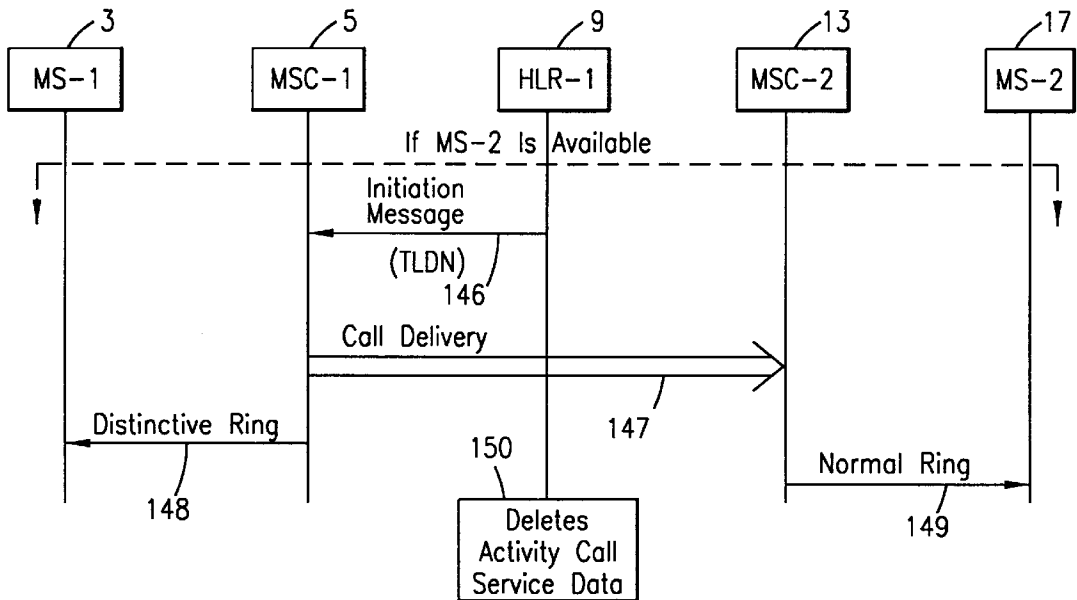 3
5
9
13
17
MS-1
MSC-1
HLR-1
MSC-2
MS-2
If MS-2 Is Available
Initiation
Message
(TLDN)
146
Call Delivery
147
Distinctive Ring
148
150
Normal Ring
149
Deletes
Activity Call
Service Data